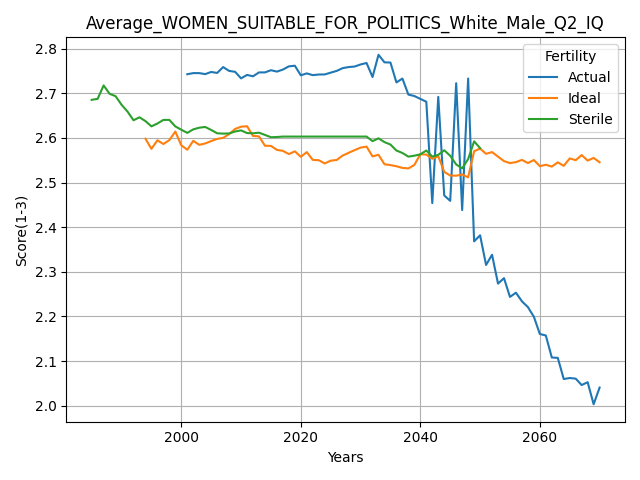 Average_WOMEN_SUITABLE_FOR_POLITICS_White_Male_Q2_IQ
Fertility
Actual
Ideal
Sterile
Score(1-3)
2.8
2.7
2.6
2.5
2.4
2.3
2.2
2.1
2.0
2000 2020 2040 2060
Years